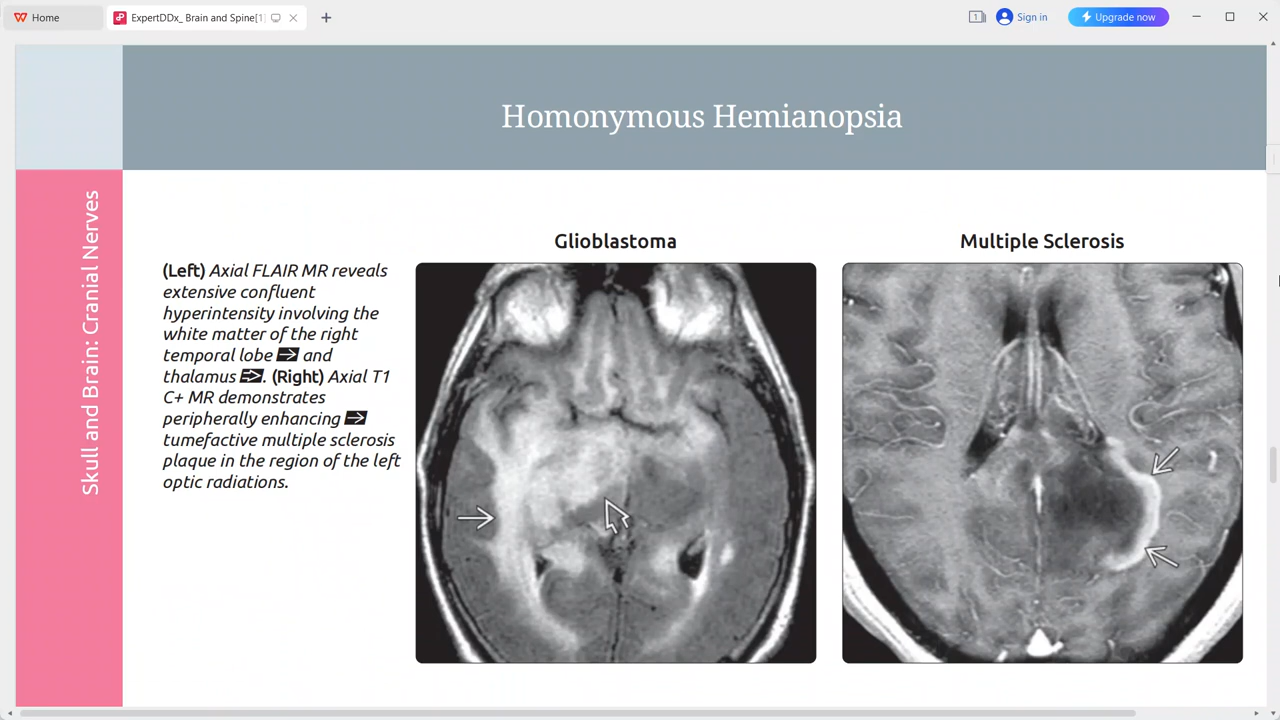 Home
ExpertDDx_ Brain and Spine[1]
1
Sign in
Upgrade now
Homonymous Hemianopsia
Skull and Brain: Cranial Nerves
(Left) Axial FLAIR MR reveals
extensive confluent
hyperintensity involving the
white matter of the right
temporal lobe and
thalamus . (Right) Axial T1
C+ MR demonstrates
peripherally enhancing
tumefactive multiple sclerosis
plaque in the region of the left
optic radiations.
Glioblastoma
Multiple Sclerosis